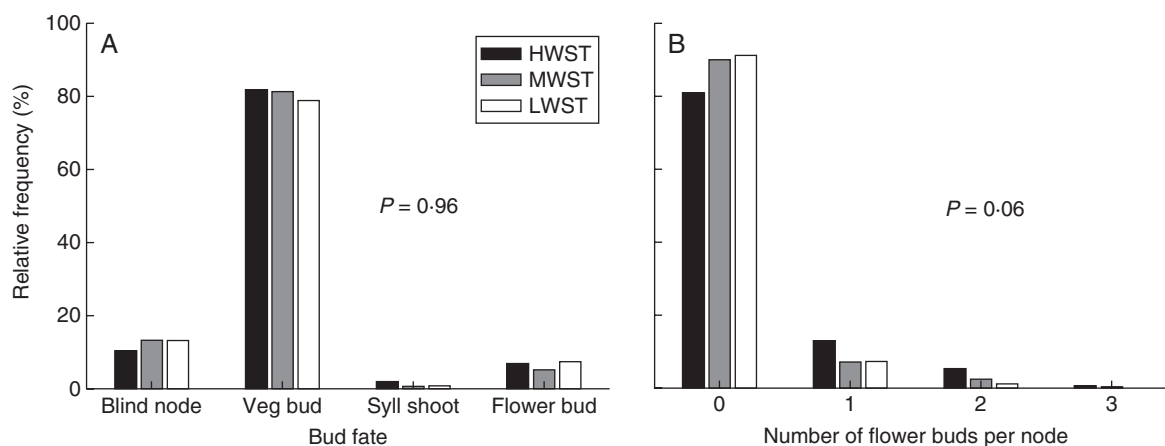 A
B
HWST
MWST
LWST
Relative frequency (%)
100
80
60
40
20
0
P = 0·96
P = 0·06
Blind node Veg bud Syll shoot Flower bud
0 1 2 3
Bud fate
Number of flower buds per node